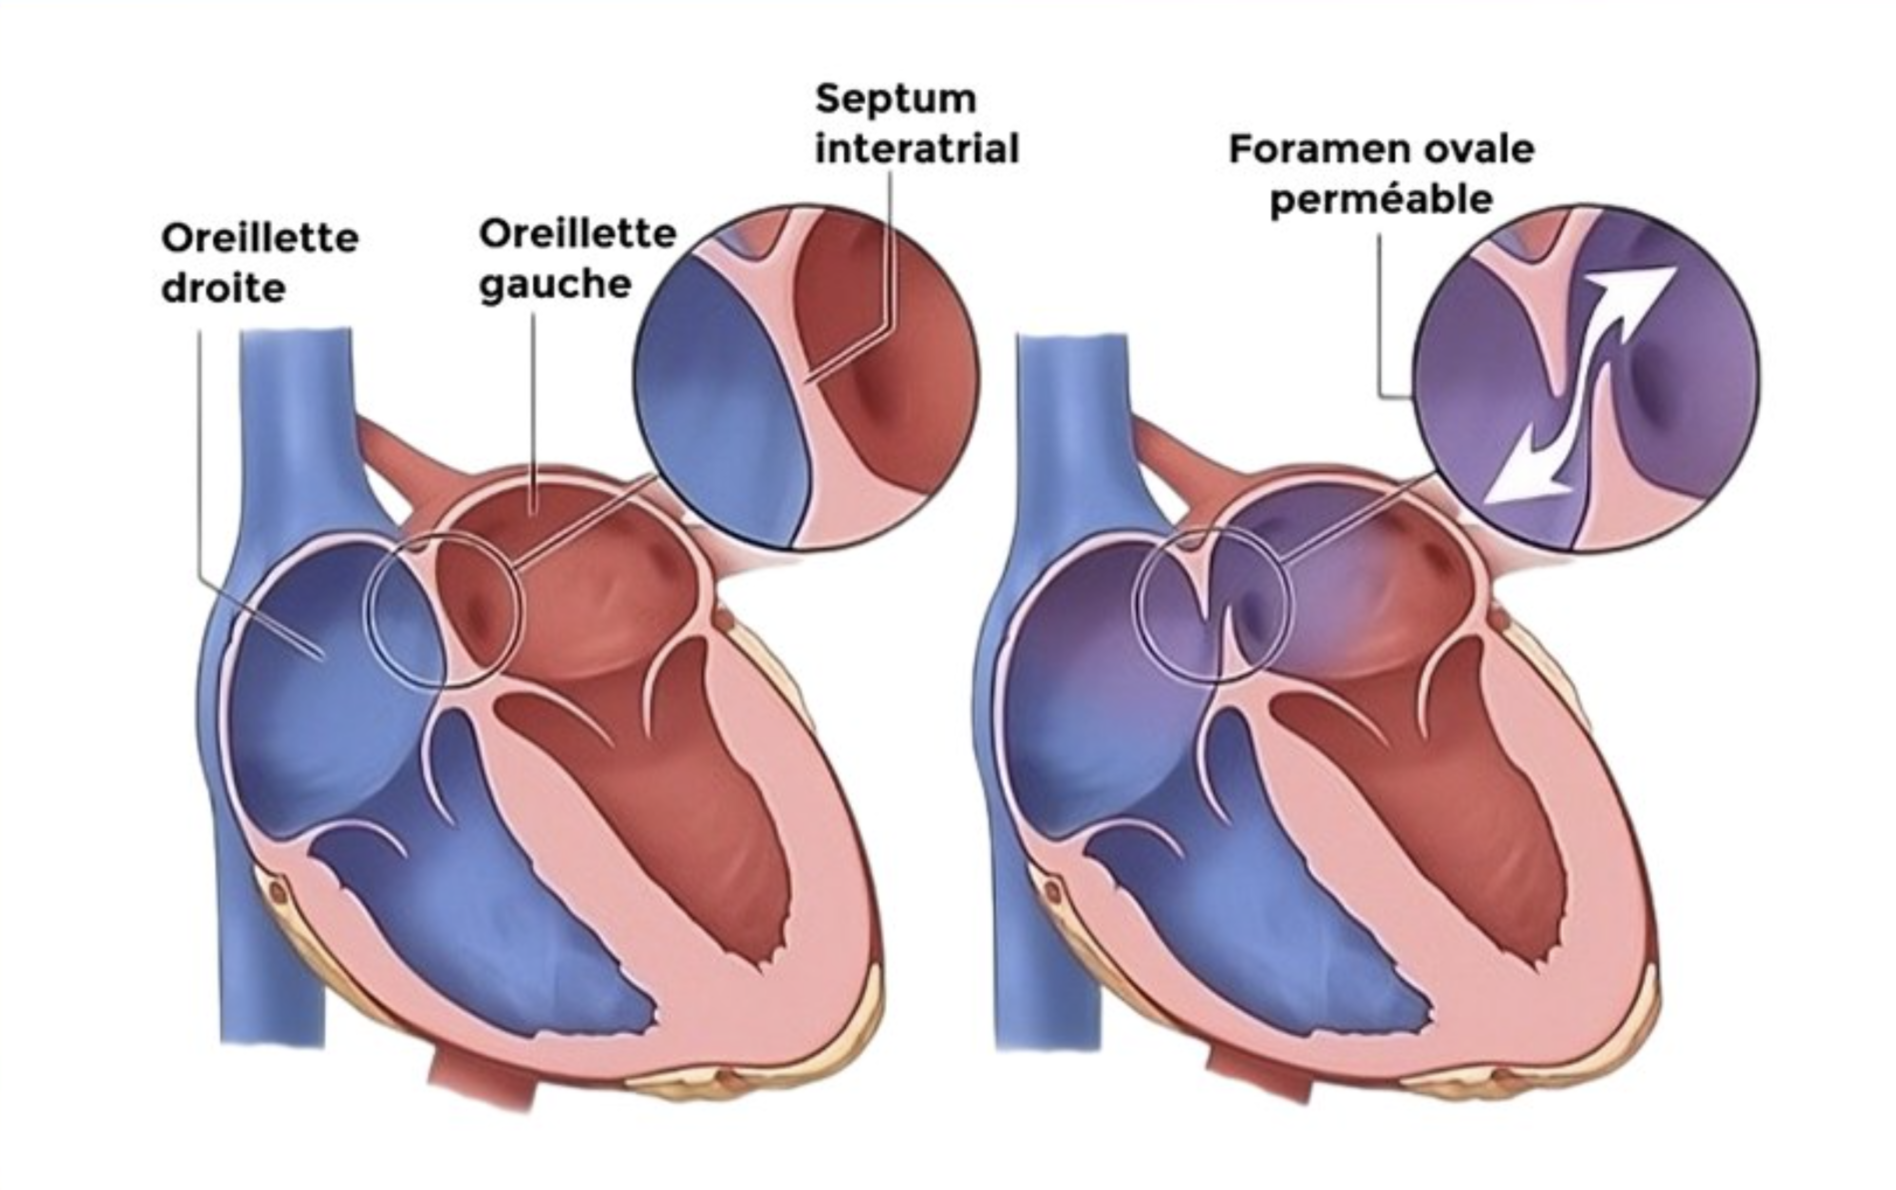 Septum
interatrial
Foramen ovale
perméable
Oreillette
droite
Oreillette
gauche